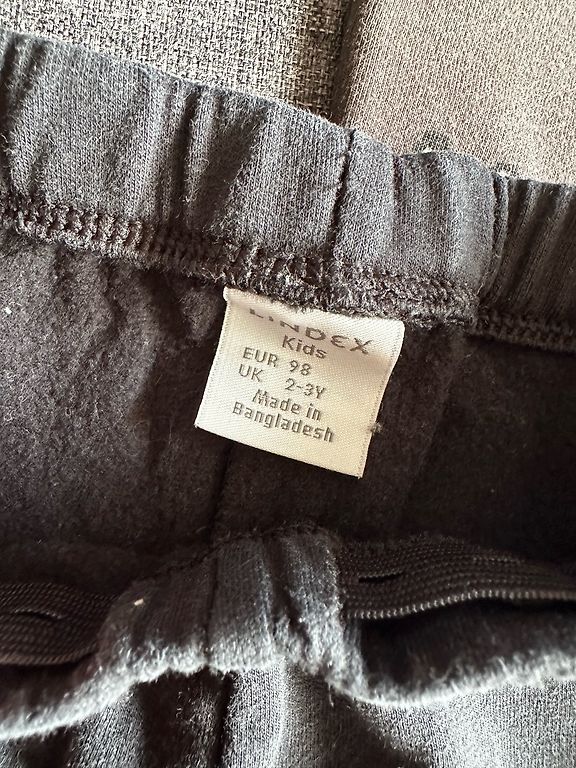 LINDEX
Kids
EUR 98
UK 2-3Y
Made in
Bangladesh